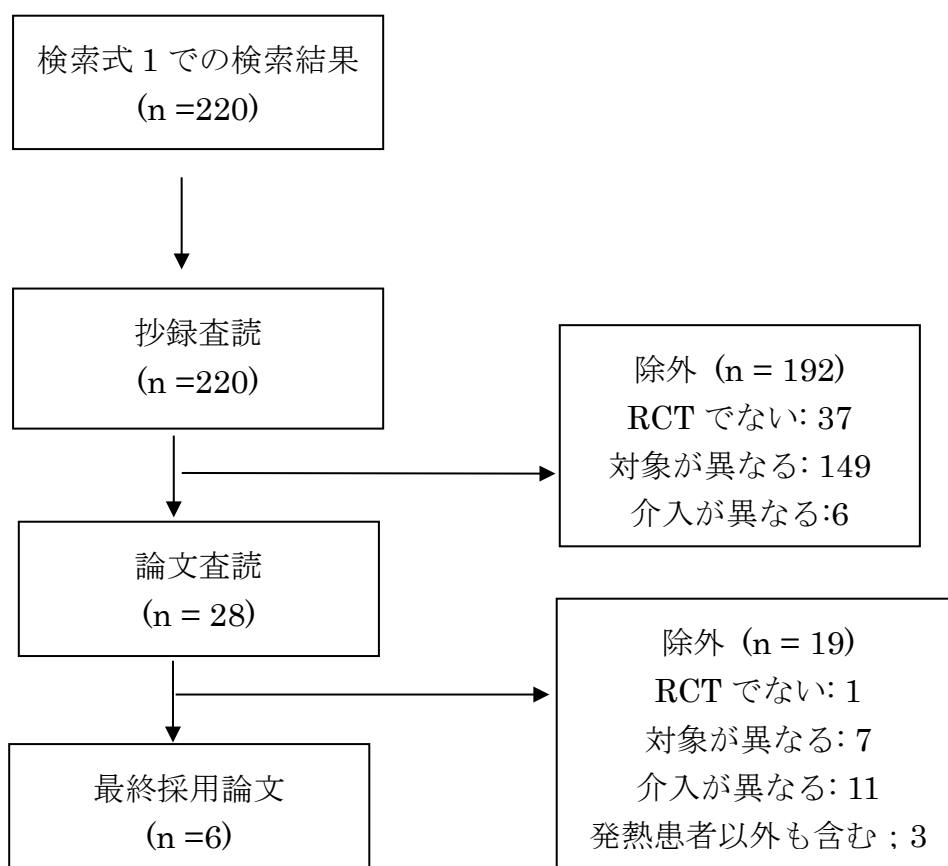 検索式 1 での検索結果
(n =220)
抄録査読
(n =220)
除外 (n = 192)
RCT でない: 37
対象が異なる: 149
介入が異なる:6
論文査読
(n = 28)
除外 (n = 19)
RCT でない: 1
対象が異なる: 7
介入が異なる: 11
発熱患者以外も含む ; 3
最終採用論文
(n =6)